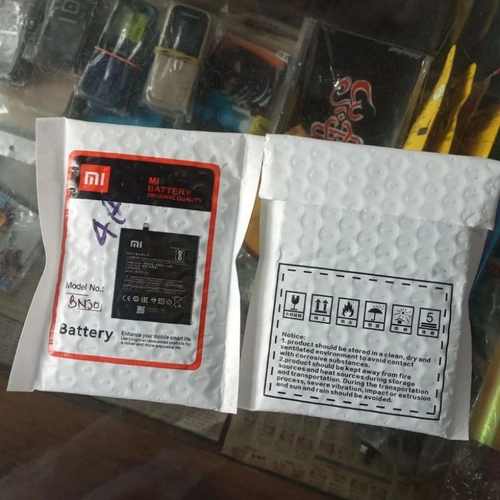 MI
MI
BATTERY
ORIGINAL QUALITY
4A
MI
Model No.:
BN30
Battery
Enhance your mobile smart life
5
Notice:
1. product should be stored in a clean, dry and
ventilated environment to avoid contact
with corrosive substances.
2.product should be kept away from fire
sources and heat sources during storage
and transportation. During the transportation
process, severe vibration, impact or extrusion
and sun and rain should be avoided.